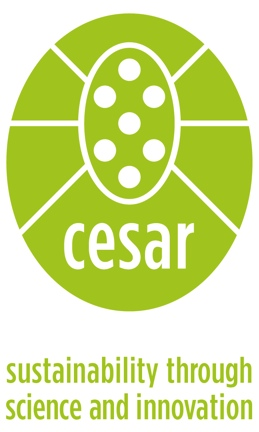 cesar
sustainability through
science and innovation